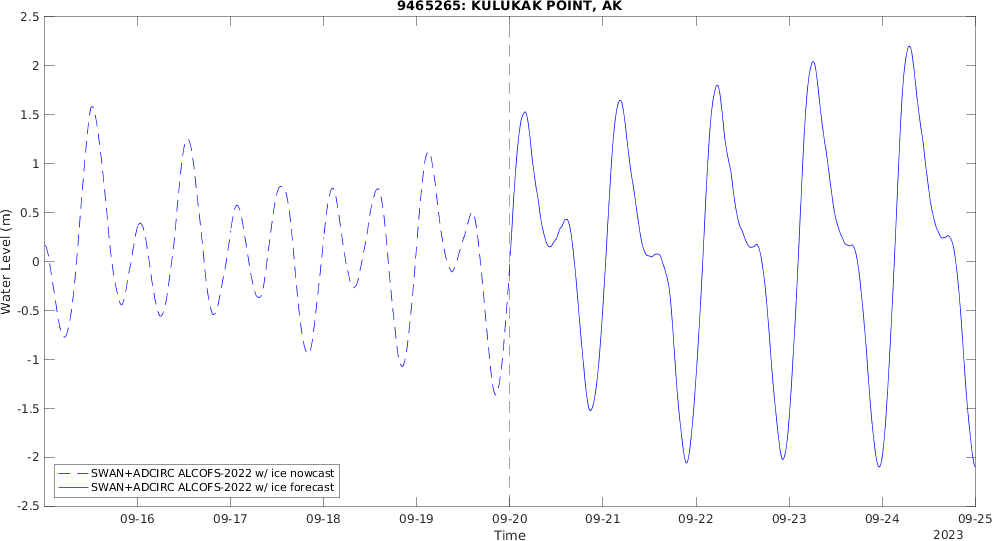 9465265: KULUKAK POINT, AK
2.5
2
1.5
1
0.5
0
-0.5
-1
-1.5
-2
-2.5
Water Level (m)
SWAN+ADCIRC ALCOFS-2022 w/ ice nowcast
SWAN+ADCIRC ALCOFS-2022 w/ ice forecast
09-16 09-17 09-18 09-19 09-20 09-21 09-22 09-23 09-24 09-25
Time
2023